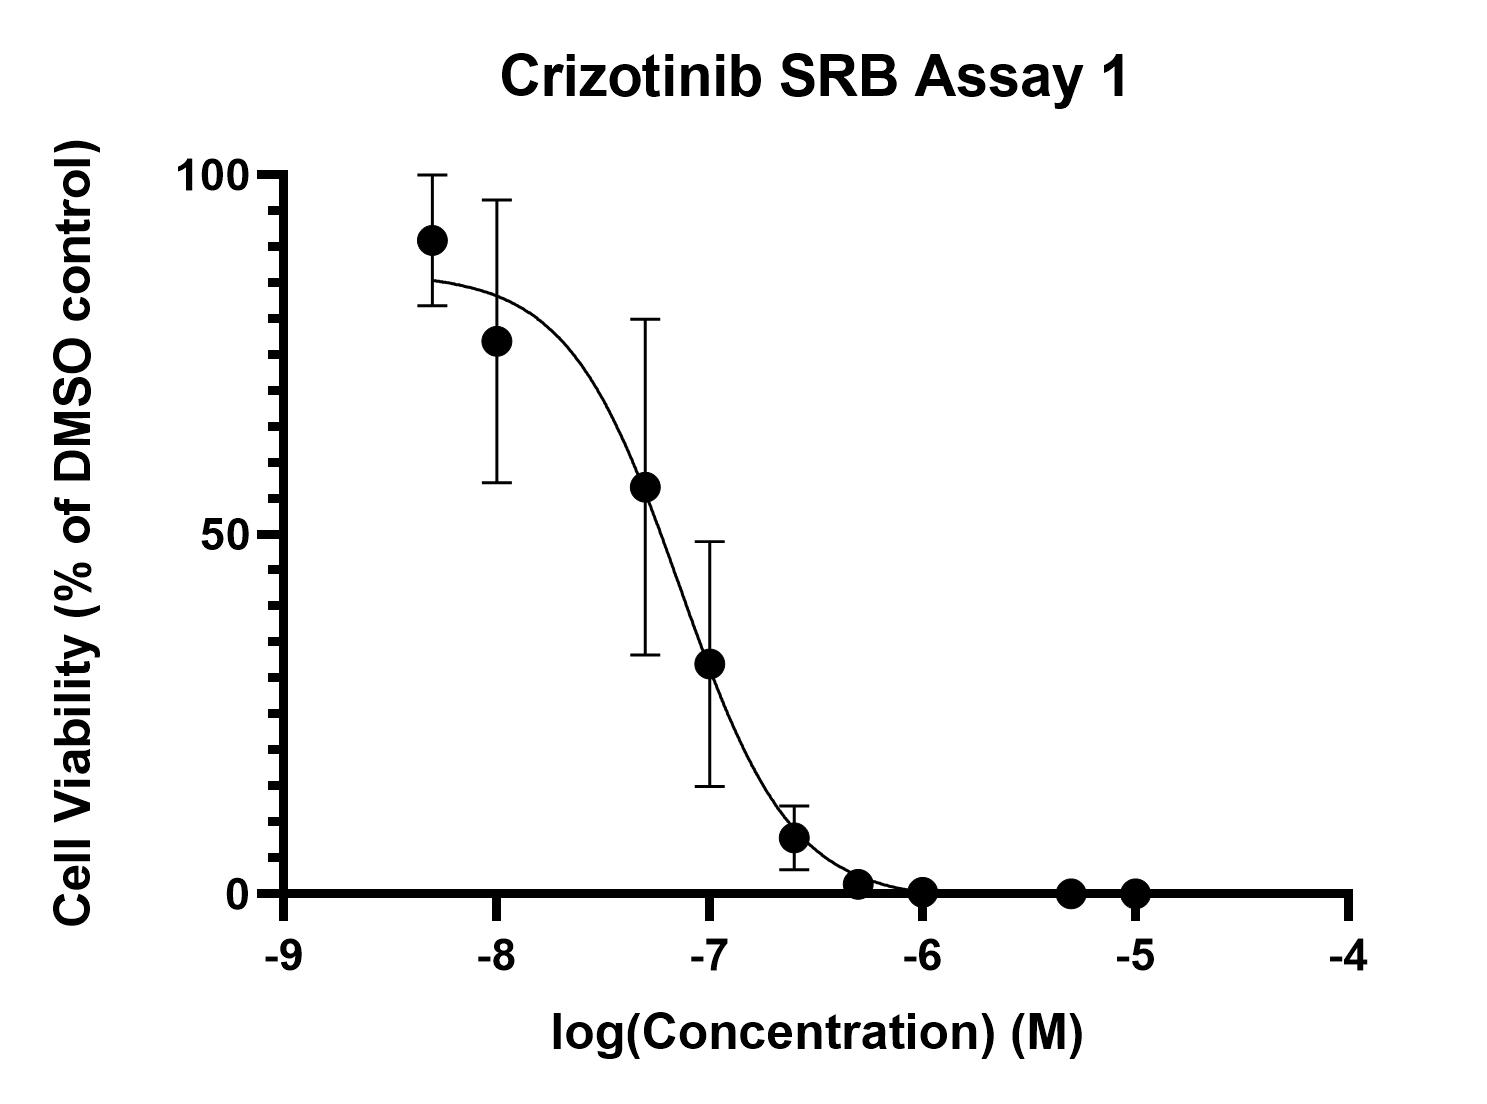 Crizotinib SRB Assay 1
Cell Viability (% of DMSO control)
100
50
0
-9 -8 -7 -6 -5 -4
log(Concentration) (M)